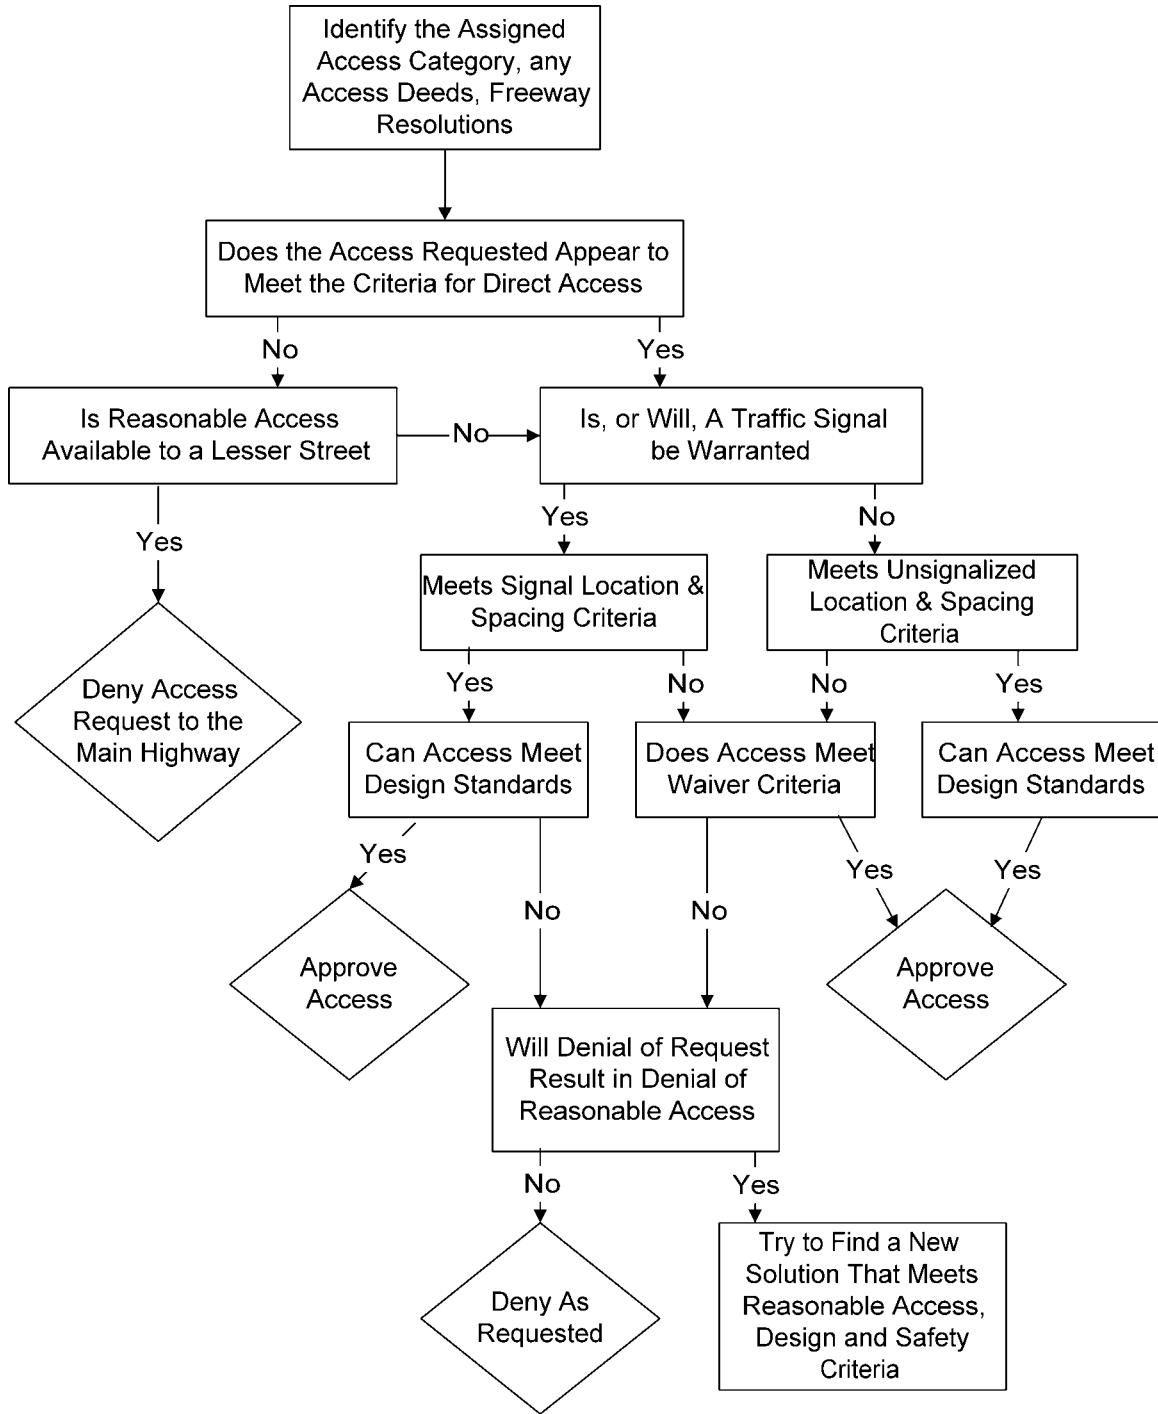 Identify the Assigned
Access Category, any
Access Deeds, Freeway
Resolutions
Does the Access Requested Appear to
Meet the Criteria for Direct Access
No
Yes
Is Reasonable Access
Available to a Lesser Street
No
Is, or Will, A Traffic Signal
be Warranted
Yes
Yes
No
Meets Signal Location &
Spacing Criteria
Meets Unsignalized
Location & Spacing
Criteria
Deny Access
Request to the
Main Highway
Yes
No
No
Yes
Can Access Meet
Design Standards
Does Access Meet
Waiver Criteria
Can Access Meet
Design Standards
Yes
No
No
Yes
Yes
Approve
Access
Approve
Access
Will Denial of Request
Result in Denial of
Reasonable Access
No
Yes
Deny As
Requested
Try to Find a New
Solution That Meets
Reasonable Access,
Design and Safety
Criteria